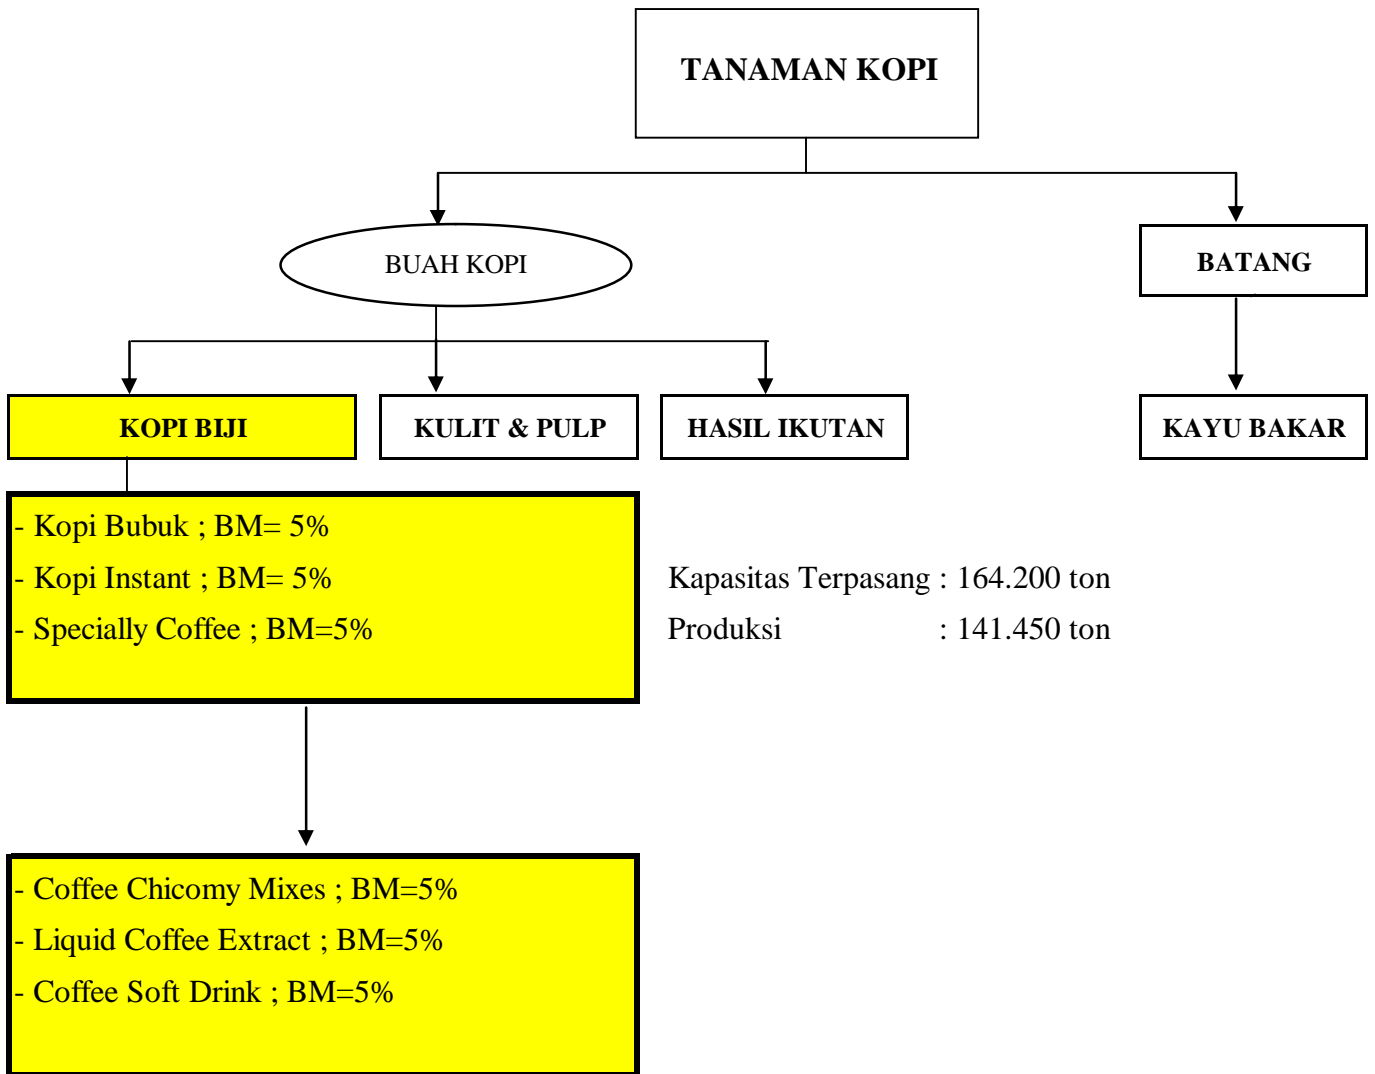 TANAMAN KOPI
BUAH KOPI
BATANG
KOPI BIJI
KULIT & PULP
HASIL IKUTAN
KAYU BAKAR
- Kopi Bubuk ; BM= 5%
- Kopi Instant ; BM= 5%
- Specially Coffee ; BM=5%
Kapasitas Terpasang : 164.200 ton
Produksi : 141.450 ton
- Coffee Chicomy Mixes ; BM=5%
- Liquid Coffee Extract ; BM=5%
- Coffee Soft Drink ; BM=5%